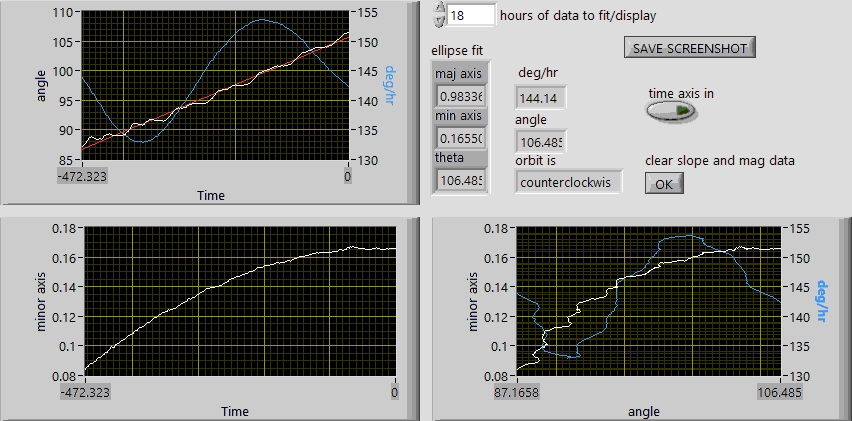 110
105
100
95
90
85
angle
155
150
145
140
135
130
deg/hr
-472.323
0
Time
18 hours of data to fit/display
SAVE SCREENSHOT
ellipse fit
maj axis
0.98336
min axis
0.16550
theta
106.485
deg/hr
144.14
angle
106.485
orbit is
counterclockwis
time axis in
clear slope and mag data
OK
0.18
0.16
0.14
0.12
0.1
0.08
minor axis
-472.323
0
Time
0.18
0.16
0.14
0.12
0.1
0.08
minor axis
155
150
145
140
135
130
deg/hr
87.1658
106.485
angle